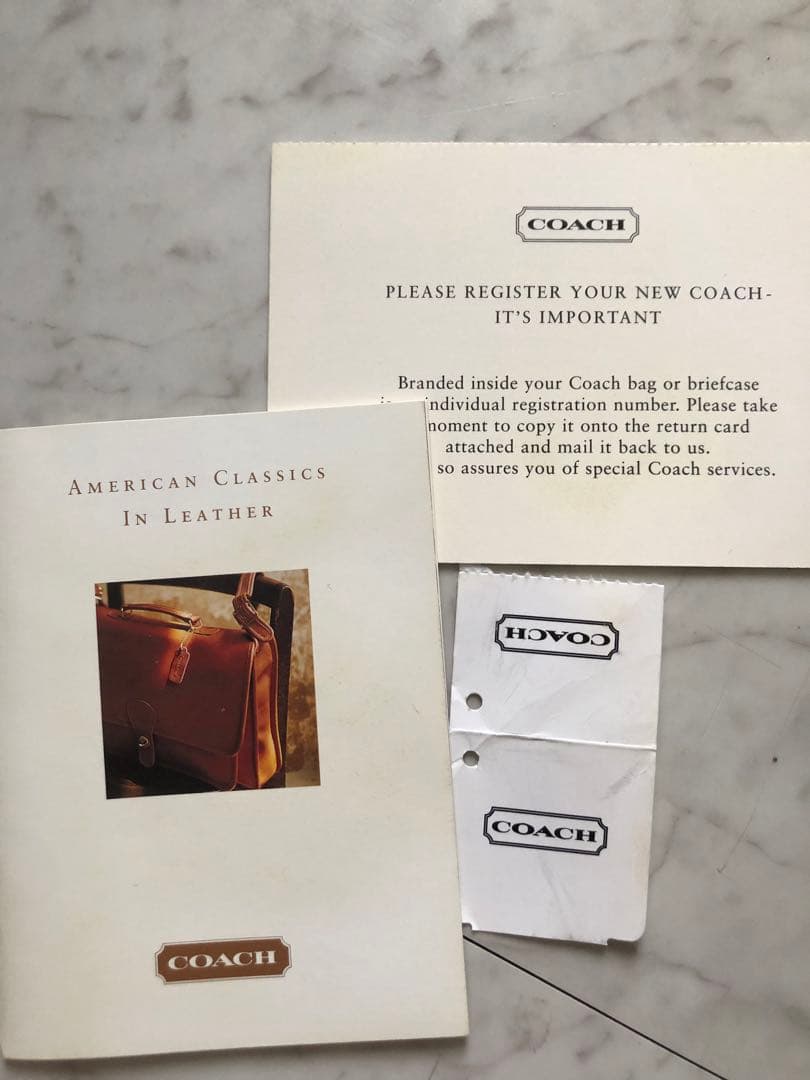 COACH
PLEASE REGISTER YOUR NEW COACH-
IT'S IMPORTANT
Branded inside your Coach bag or briefcase
individual registration number. Please take
moment to copy it onto the return card
attached and mail it back to us.
so assures you of special Coach services.
AMERICAN CLASSICS
IN LEATHER
COACH
COACH
COACH